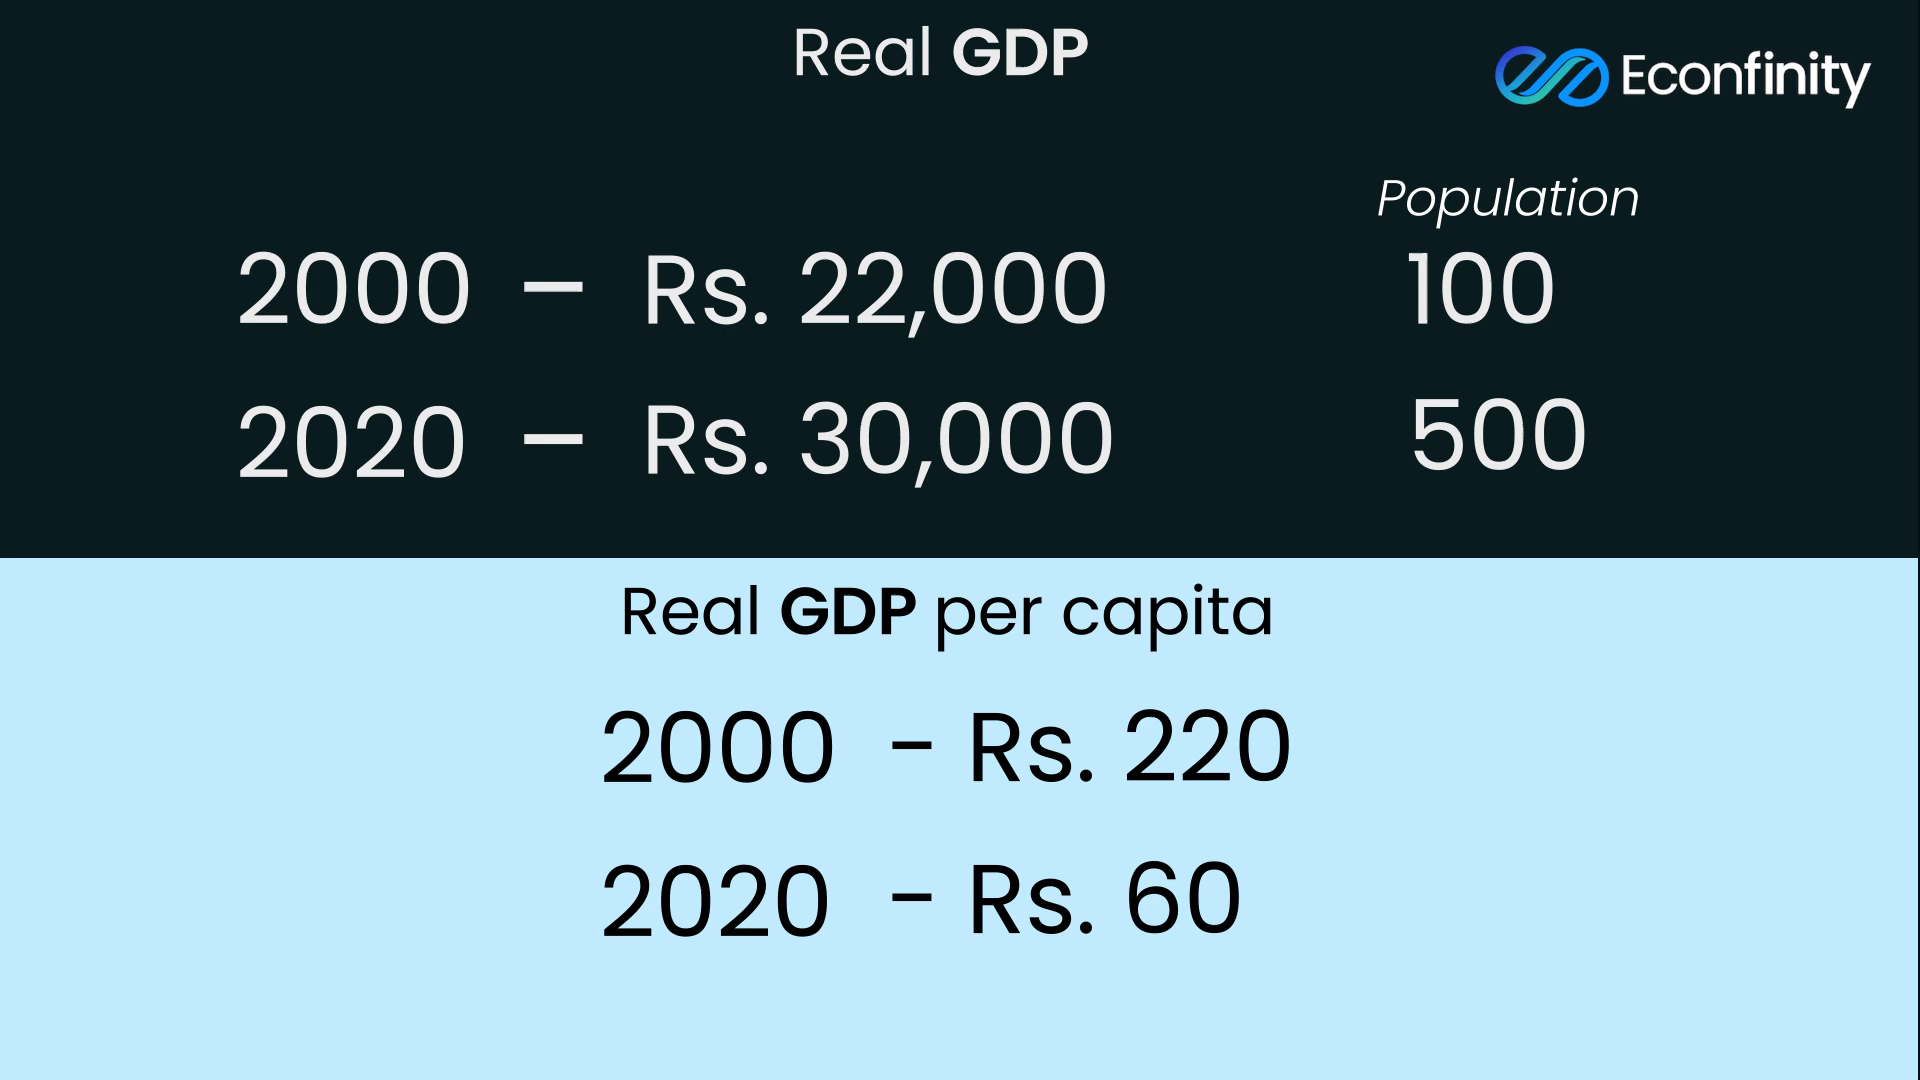 Real GDP
Econfinity
Population
2000 – Rs. 22,000 100
2020 – Rs. 30,000 500
Real GDP per capita
2000 - Rs. 220
2020 - Rs. 60